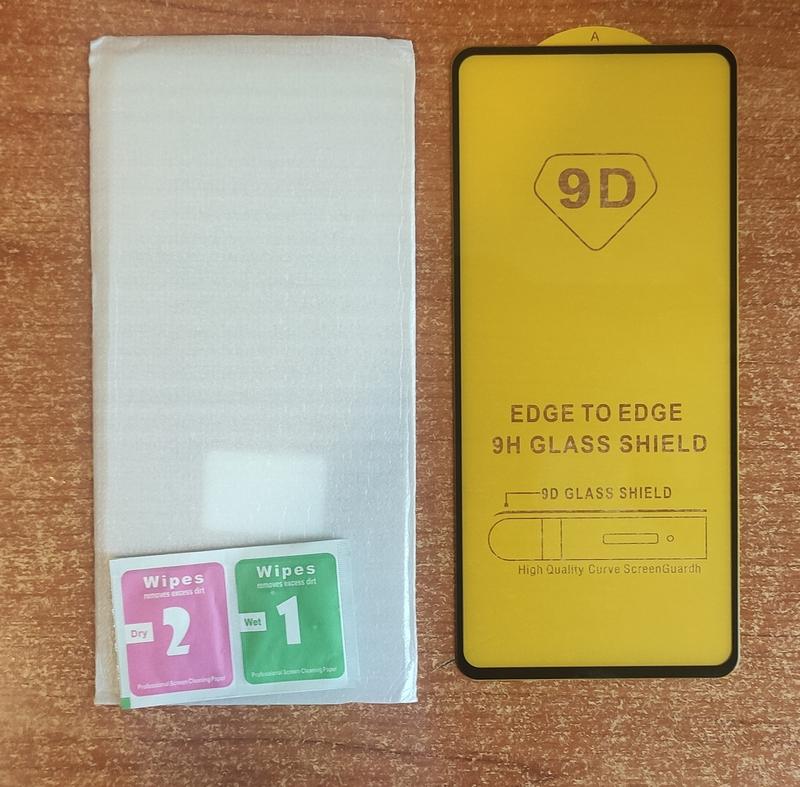 Wipes
removes excess dirt
Dry
2
Professional Screen Cleaning Paper
Wipes
removes excess dirt
Wet
1
Professional Screen Cleaning Paper
A
9D
EDGE TO EDGE
9H GLASS SHIELD
9D GLASS SHIELD
High Quality Curve ScreenGuardh